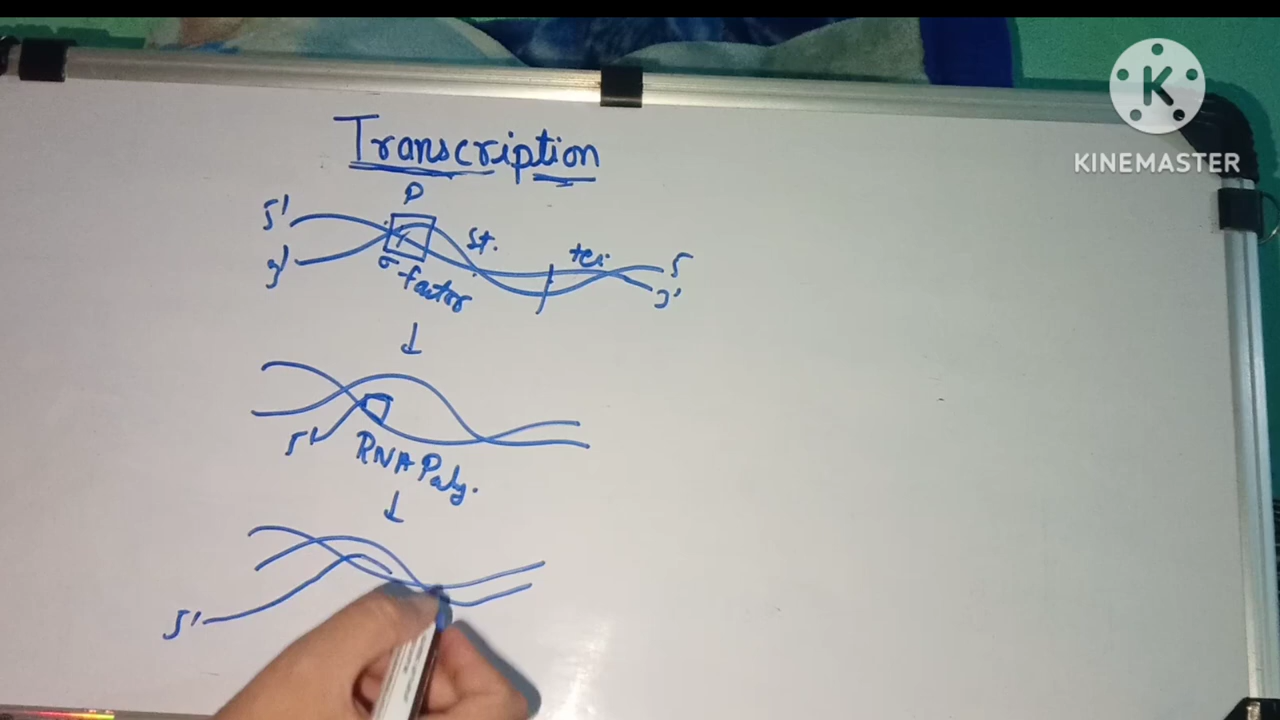 Transcription
P
5'
St.
ter
5
3'
σ factor
3'
5'
RNA Poly.
5'
K
KINEMASTER